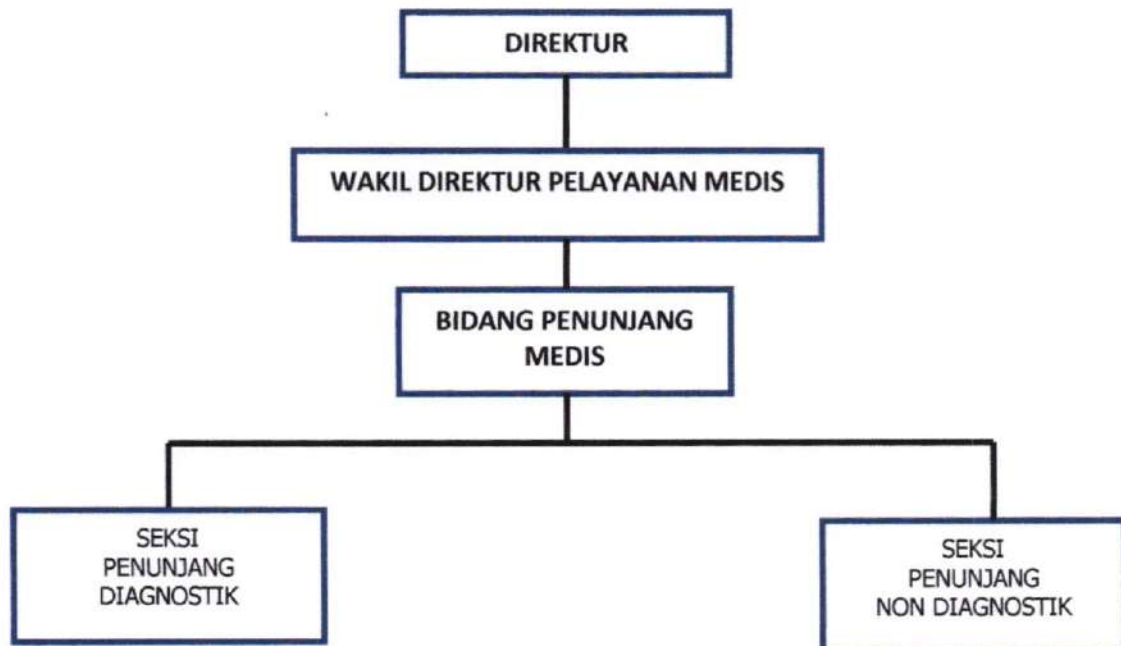 DIREKTUR
WAKIL DIREKTUR PELAYANAN MEDIS
BIDANG PENUNJANG
MEDIS
SEKSI
PENUNJANG
DIAGNOSTIK
SEKSI
PENUNJANG
NON DIAGNOSTIK